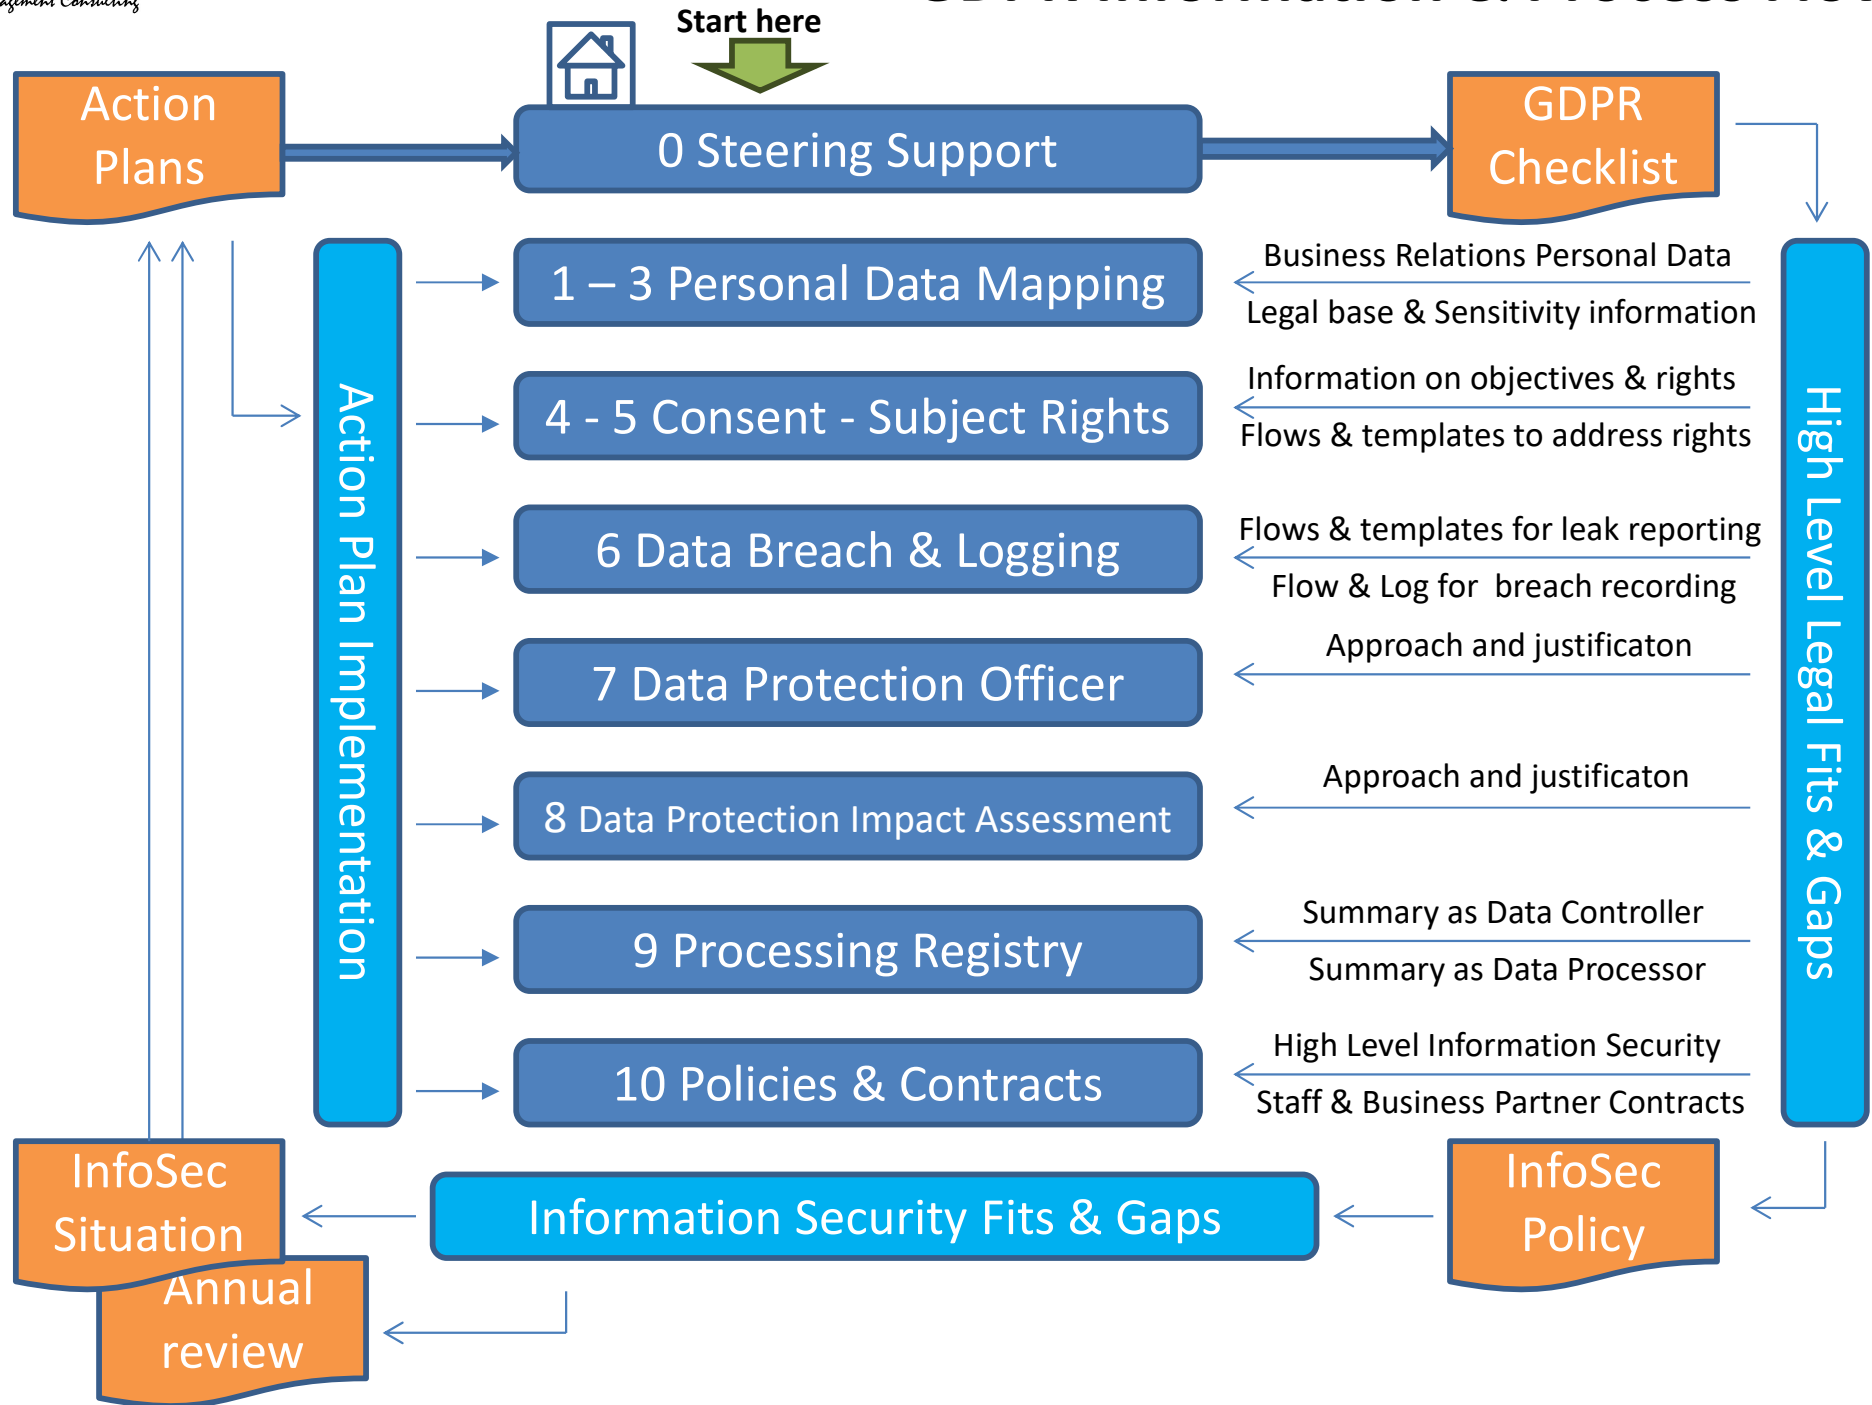 Management Consulting
Start here
Action
Plans
0 Steering Support
GDPR
Checklist
Action Plan Implementation
1 – 3 Personal Data Mapping
Business Relations Personal Data
Legal base & Sensitivity information
4 - 5 Consent - Subject Rights
Information on objectives & rights
Flows & templates to address rights
6 Data Breach & Logging
Flows & templates for leak reporting
Flow & Log for breach recording
7 Data Protection Officer
Approach and justificaton
8 Data Protection Impact Assessment
Approach and justificaton
9 Processing Registry
Summary as Data Controller
Summary as Data Processor
10 Policies & Contracts
High Level Information Security
Staff & Business Partner Contracts
High Level Legal Fits & Gaps
InfoSec
Situation
Information Security Fits & Gaps
InfoSec
Policy
Annual
review